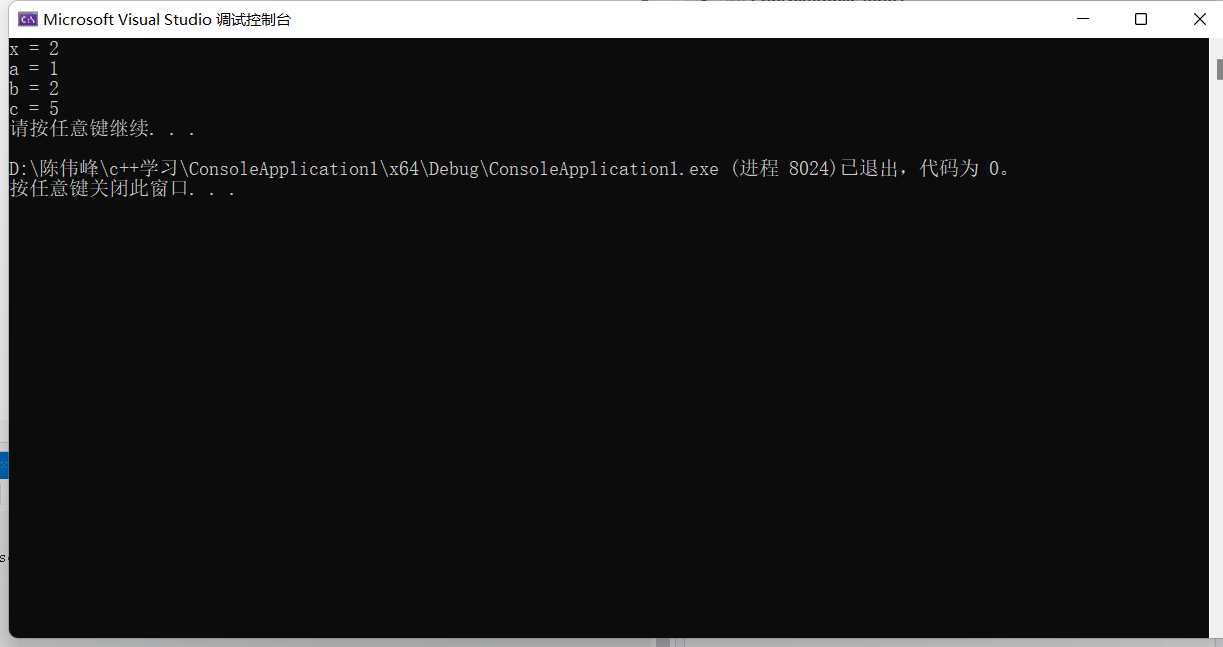 Microsoft Visual Studio 调试控制台
x = 2
a = 1
b = 2
c = 5
请按任意键继续. . .
D:\陈伟峰\c++学习\ConsoleApplication1\x64\Debug\ConsoleApplication1.exe (进程 8024)已退出，代码为 0。
按任意键关闭此窗口. . .